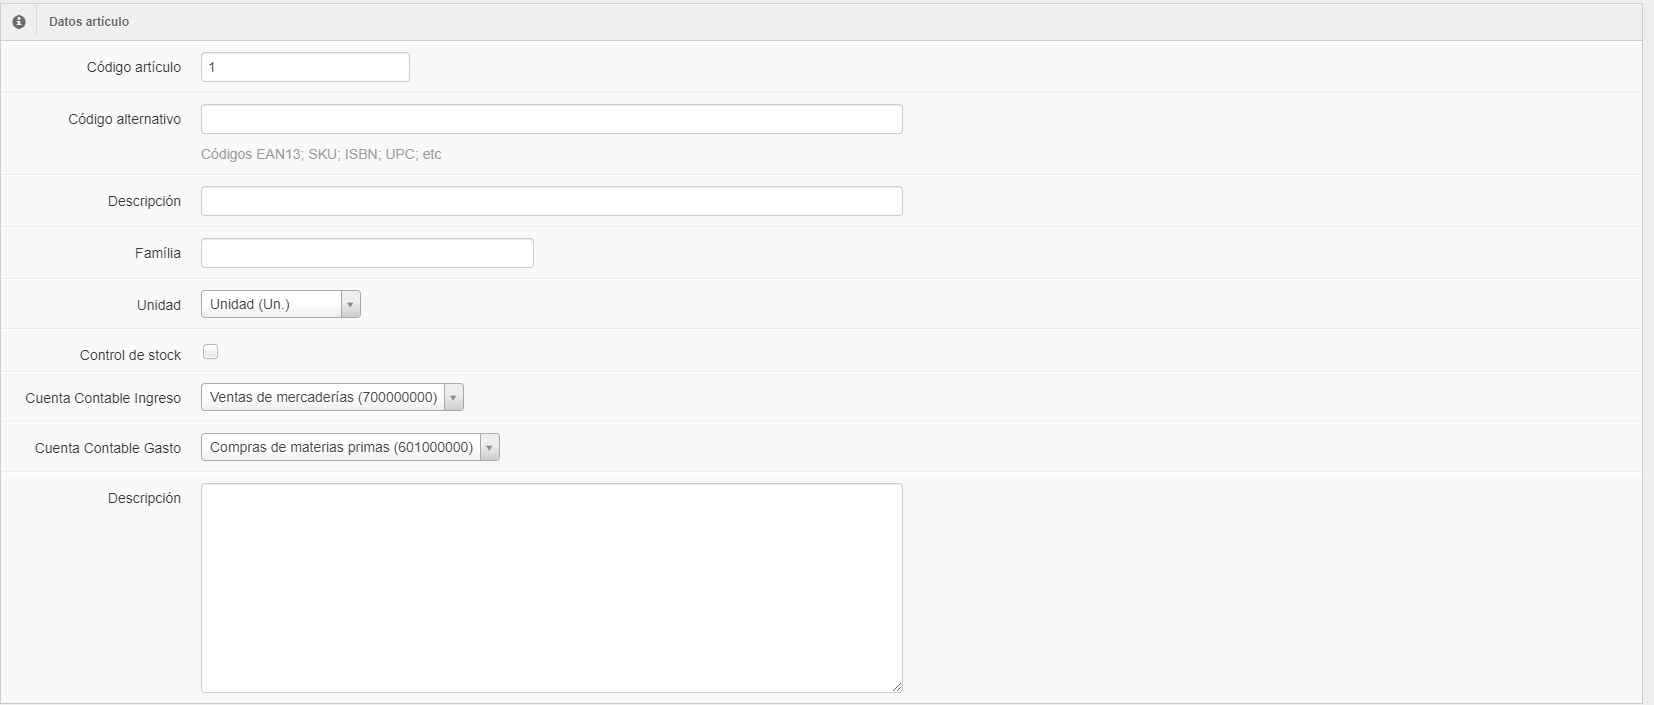 Datos artículo
Código artículo 1
Código alternativo
Códigos EAN13; SKU; ISBN; UPC; etc
Descripción
Família
Unidad Unidad (Un.)
Control de stock
Cuenta Contable Ingreso Ventas de mercaderías (700000000)
Cuenta Contable Gasto Compras de materias primas (601000000)
Descripción